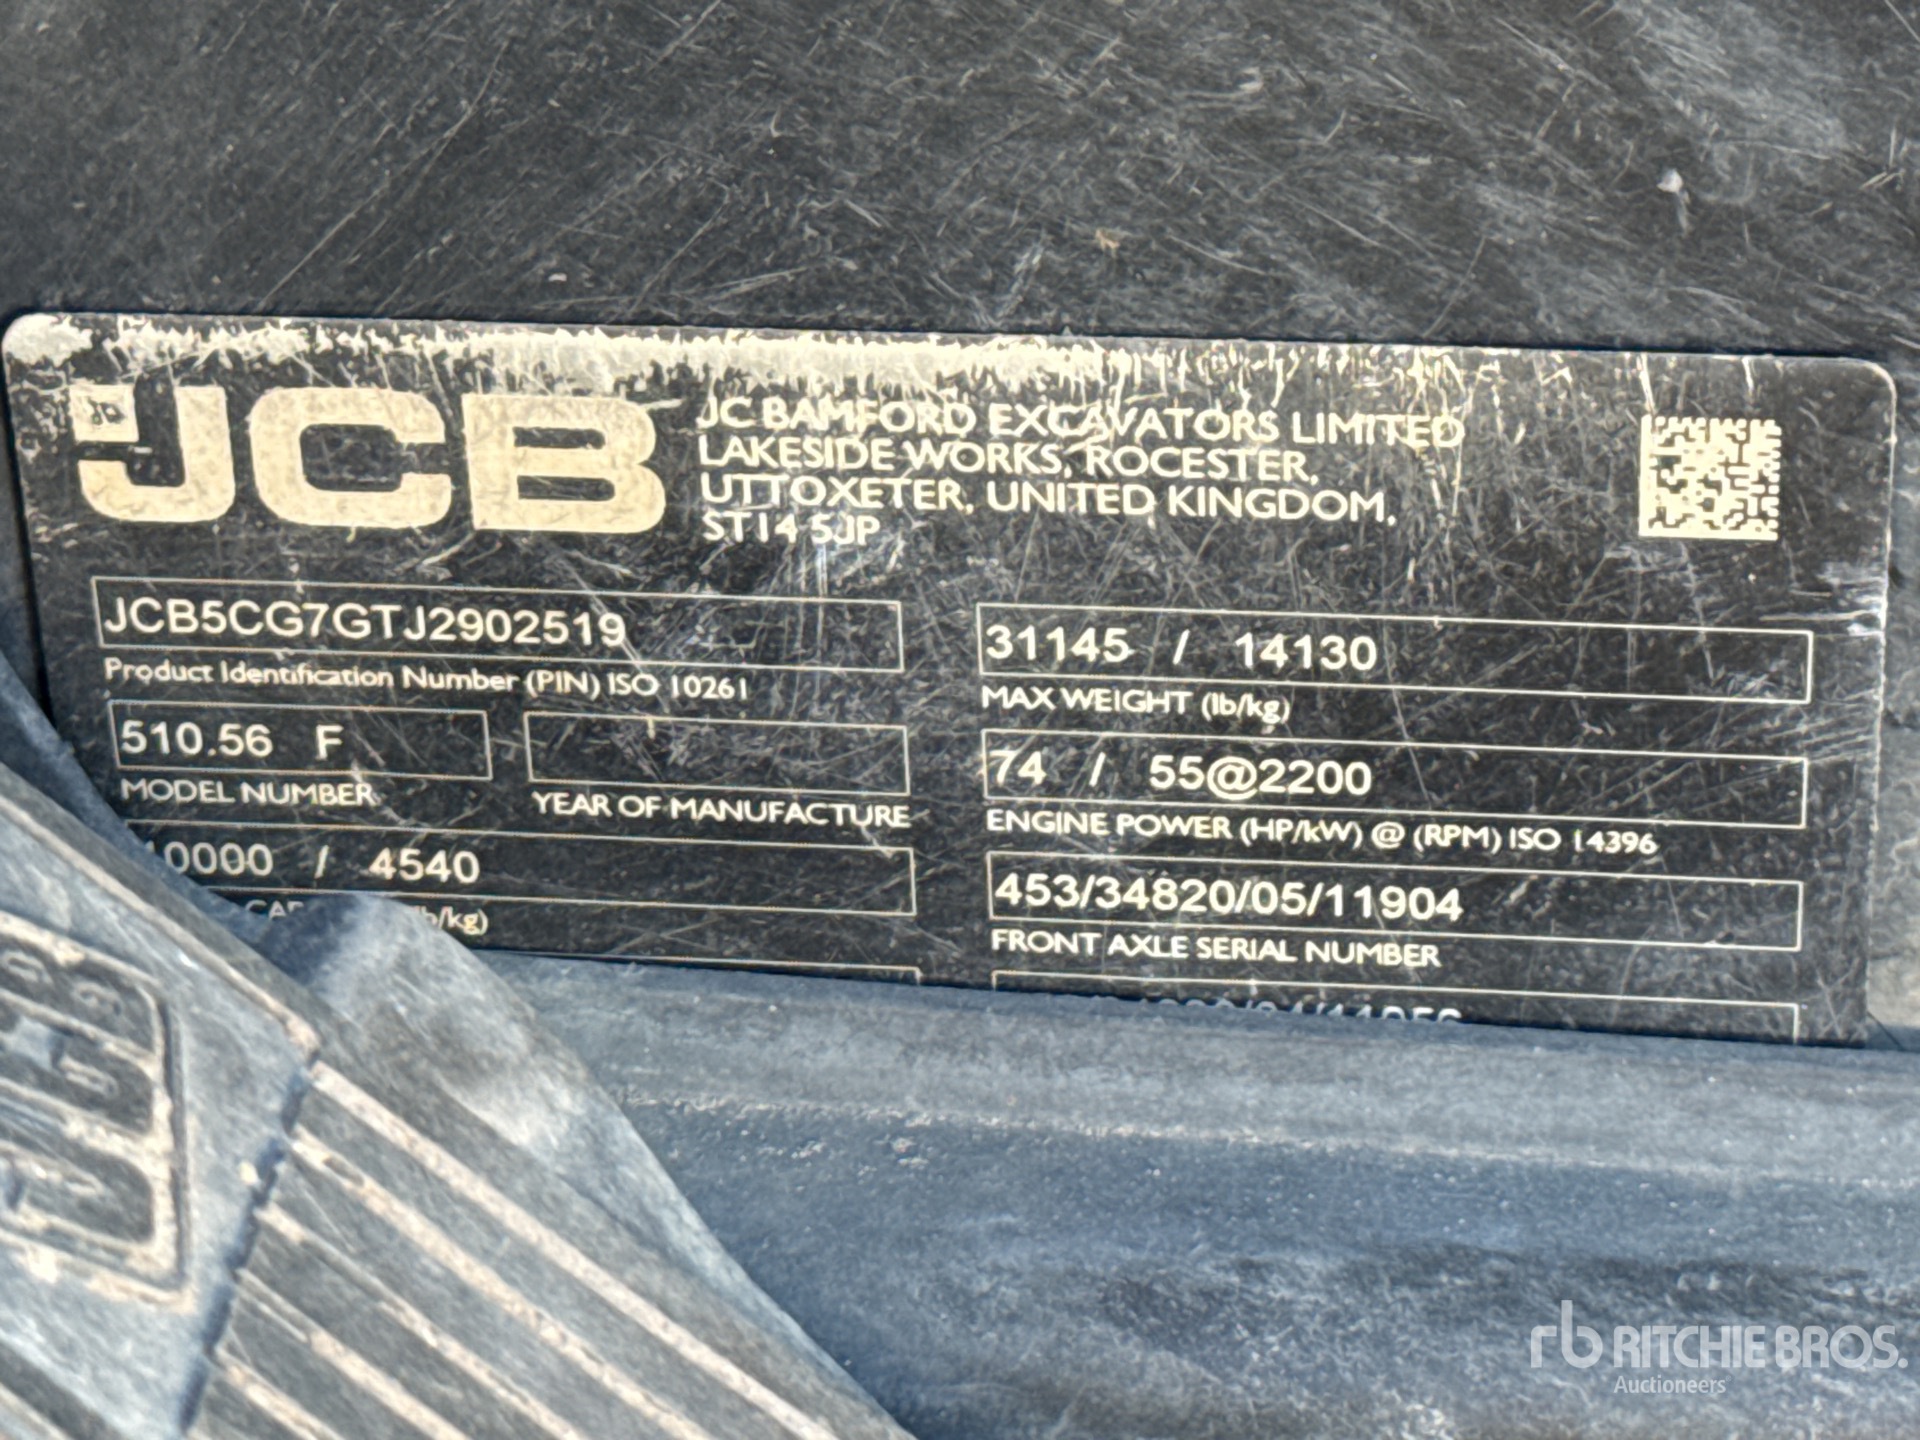 JCB
JC BAMFORD EXCAVATORS LIMITED
LAKESIDE WORKS, ROCESTER,
UTTOXETER, UNITED KINGDOM,
ST14 5JP
JCB5CG7GTJ2902519
Product Identification Number (PIN) ISO 10261
510.56 F
MODEL NUMBER
YEAR OF MANUFACTURE
10000 / 4540
31145 / 14130
MAX WEIGHT (lb/kg)
74 / 55@2200
ENGINE POWER (HP/kW) @ (RPM) ISO 14396
453/34820/05/11904
FRONT AXLE SERIAL NUMBER
rb RITCHIE BROS.
Auctioneers